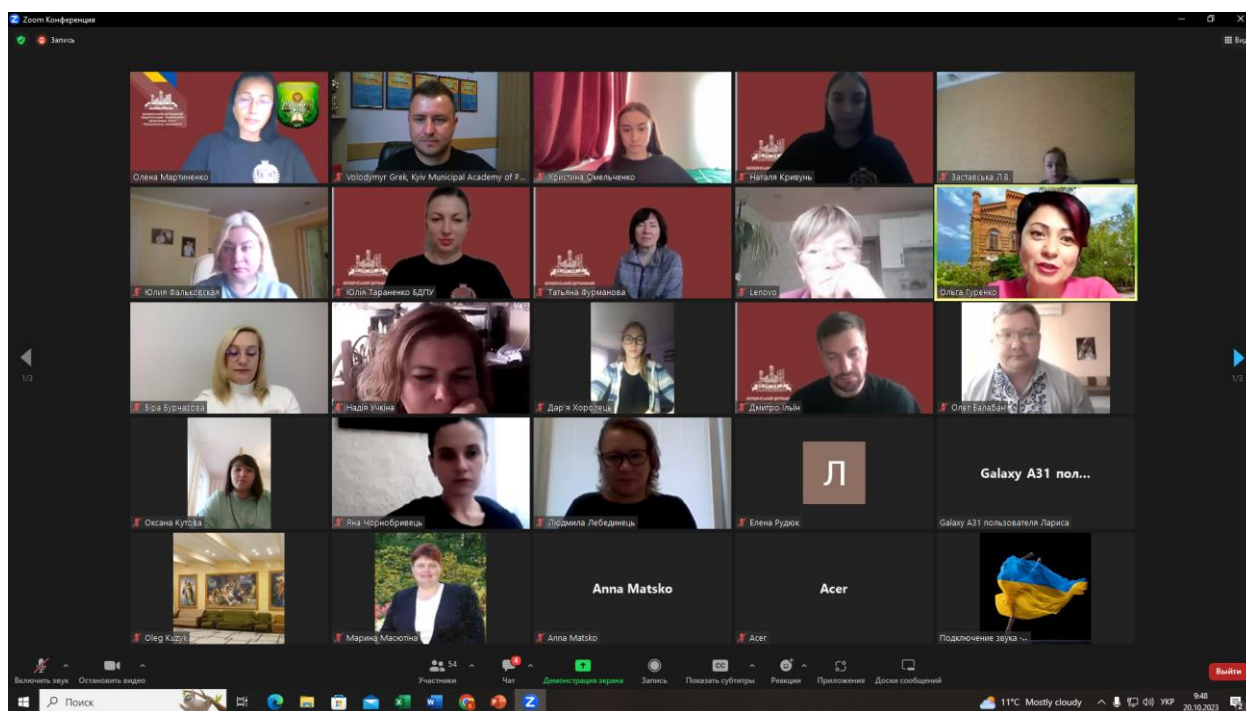 Zoom Конференция
Запись
Вид
Олена Мартиненко
Volodymyr Grek, Kyiv Municipal Academy of P...
Христина Омельченко
Наталя Кривунь
Заставська Л.В.
Юлия Фальковская
Юлія Тараненко БДПУ
Татьяна Фурманова
Lenovo
Ольга Гуренко
Віра Бурназова
Надія Учкіна
Дар'я Хоролець
Дмитро Ільїн
Олег Балабан
Л
Galaxy A31 пол...
Оксана Кутова
Яна Чорнобривець
Людмила Лебединець
Елена Рудюк
Galaxy A31 пользователя Лариса
Anna Matsko
Acer
Oleg Kuzyk
Марина Масютіна
Anna Matsko
Acer
Подключение звука -...
1/3
1/3
Включить звук
Остановить видео
54
Участники
4
Чат
Демонстрация экрана
Запись
CC
Показать субтитры
Реакции
Приложения
Доски сообщений
Выйти
Поиск
11°C Mostly cloudy
УКР
9:48
20.10.2023
2